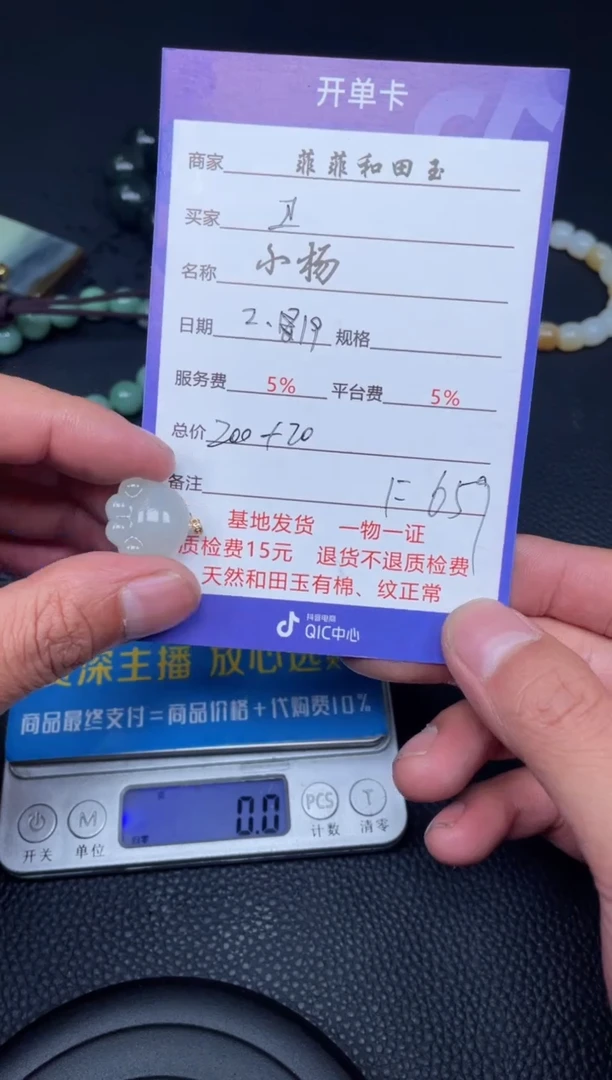 开单卡
商家 菲菲和田玉
买家
名称 小杨
日期 2.19 规格
服务费 5% 平台费 5%
总价 200+20
备注 1=659
基地发货 一物一证
质检费15元 退货不退质检费
天然和田玉有棉、纹正常
抖音电商
QIC中心
深主播 放心选
商品最终支付=商品价格+代购费10%
0.0
PCS T
M
开关 单位 计数 清零